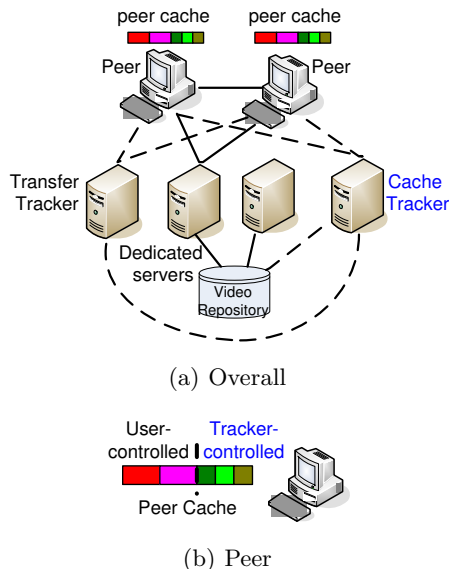 peer cache
peer cache
Peer
Peer
Transfer
Tracker
Cache
Tracker
Dedicated
servers
Video
Repository
(a) Overall
User-
controlled
Tracker-
controlled
Peer Cache
(b) Peer